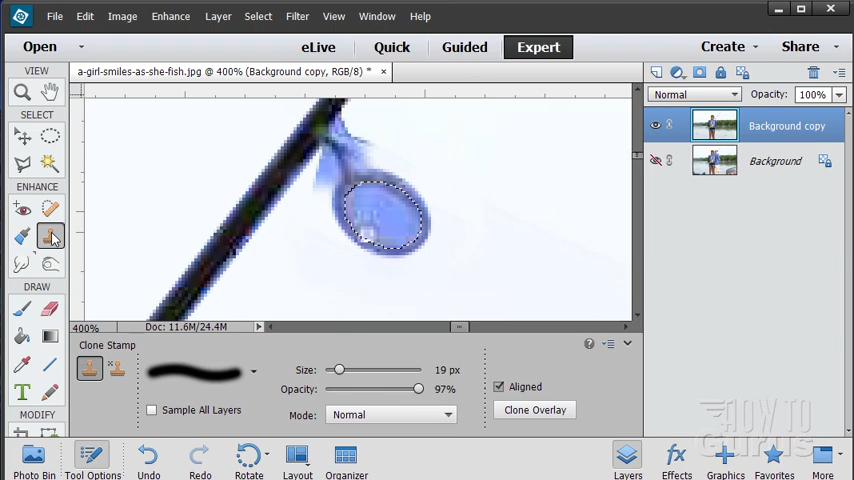 File Edit Image Enhance Layer Select Filter View Window Help
Open eLive Quick Guided Expert Create Share
VIEW a-girl-smiles-as-she-fish.jpg @ 400% (Background copy, RGB/8) * ×
Normal Opacity: 100%
SELECT
Background copy
Background
ENHANCE
DRAW
400% Doc: 11.6M/24.4M
Clone Stamp
Size: 19 px
Opacity: 97%
Aligned
Sample All Layers Mode: Normal Clone Overlay
MODIFY
HOW TO
Gurus
Photo Bin Tool Options Undo Redo Rotate Layout Organizer Layers Effects Graphics Favorites More